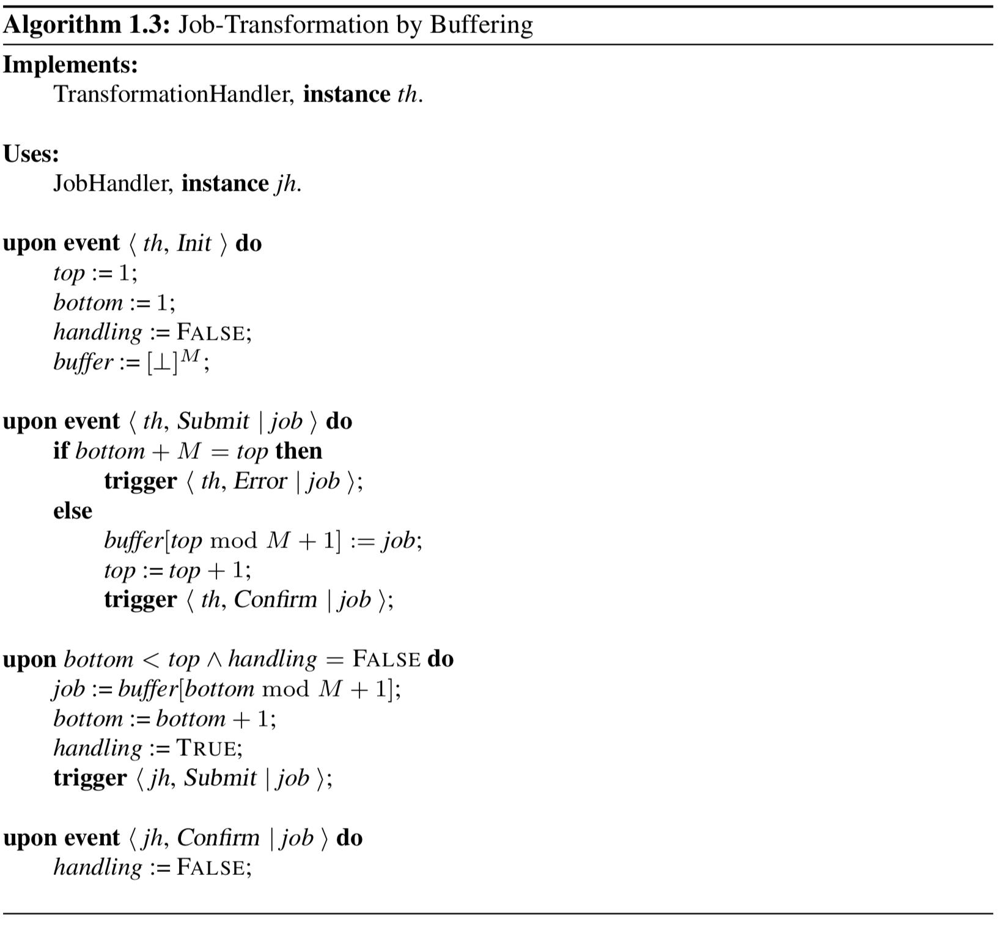 Algorithm 1.3: Job-Transformation by Buffering
Implements:
TransformationHandler, instance th.
Uses:
JobHandler, instance jh.
upon event ⟨ th, Init ⟩ do
top := 1;
bottom := 1;
handling := FALSE;
buffer := [⊥]^M;
upon event ⟨ th, Submit | job ⟩ do
if bottom + M = top then
trigger ⟨ th, Error | job ⟩;
else
buffer[top mod M + 1] := job;
top := top + 1;
trigger ⟨ th, Confirm | job ⟩;
upon bottom < top ∧ handling = FALSE do
job := buffer[bottom mod M + 1];
bottom := bottom + 1;
handling := TRUE;
trigger ⟨ jh, Submit | job ⟩;
upon event ⟨ jh, Confirm | job ⟩ do
handling := FALSE;